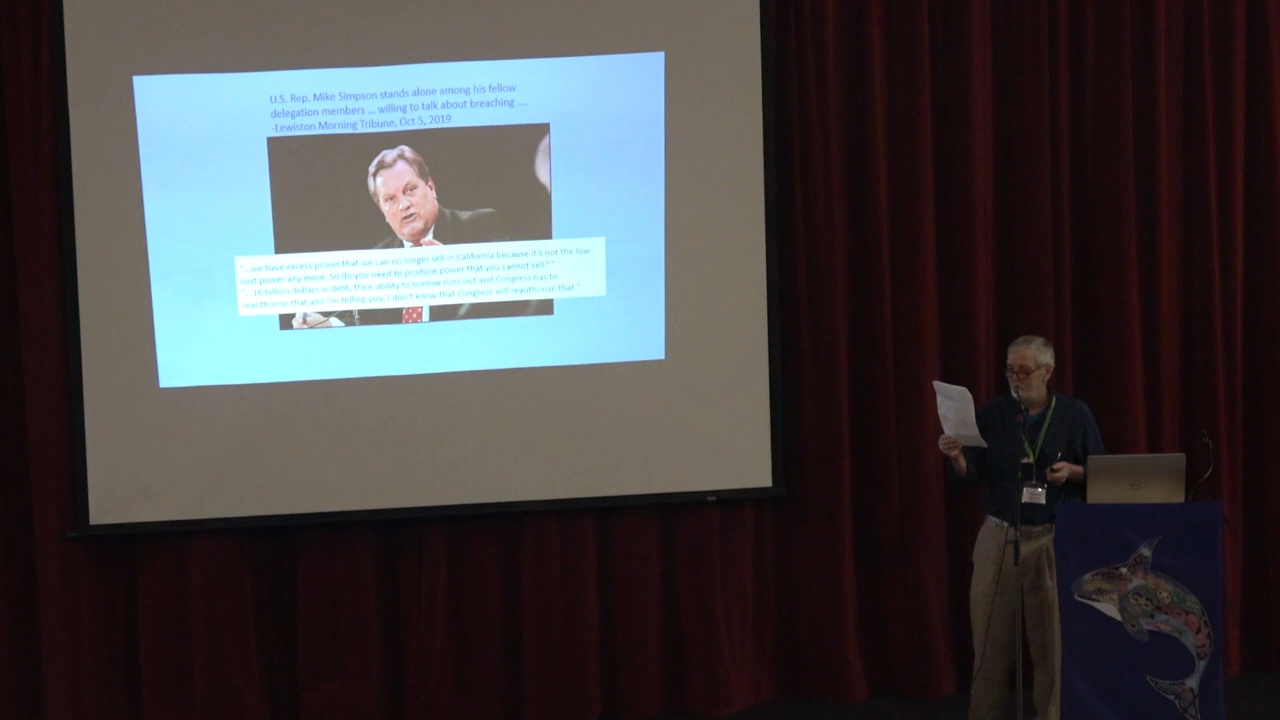 U.S. Rep. Mike Simpson stands alone among his fellow
delegation members ... willing to talk about breaching ....
-Lewiston Morning Tribune, Oct 5, 2019
"...we have excess power that we can no longer sell in California because it's not the low
cost power any more. So do you need to produce power that you cannot sell? "
"... 16 billion dollars in debt, their ability to borrow runs out and Congress has to
reauthorize that and I'm telling you, I don't know that Congress will reauthorize that."